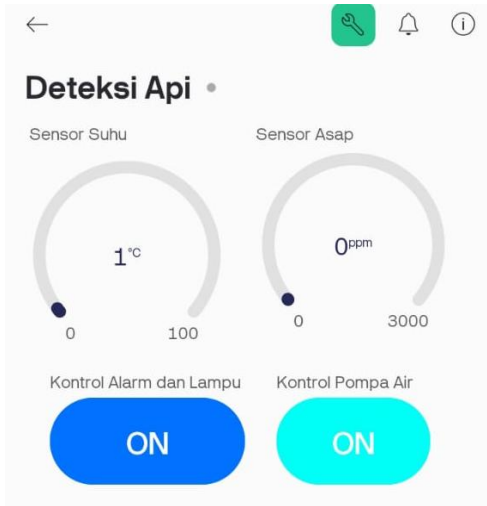 Deteksi Api
Sensor Suhu
Sensor Asap
1°C
0ppm
0
100
0
3000
Kontrol Alarm dan Lampu
Kontrol Pompa Air
ON
ON